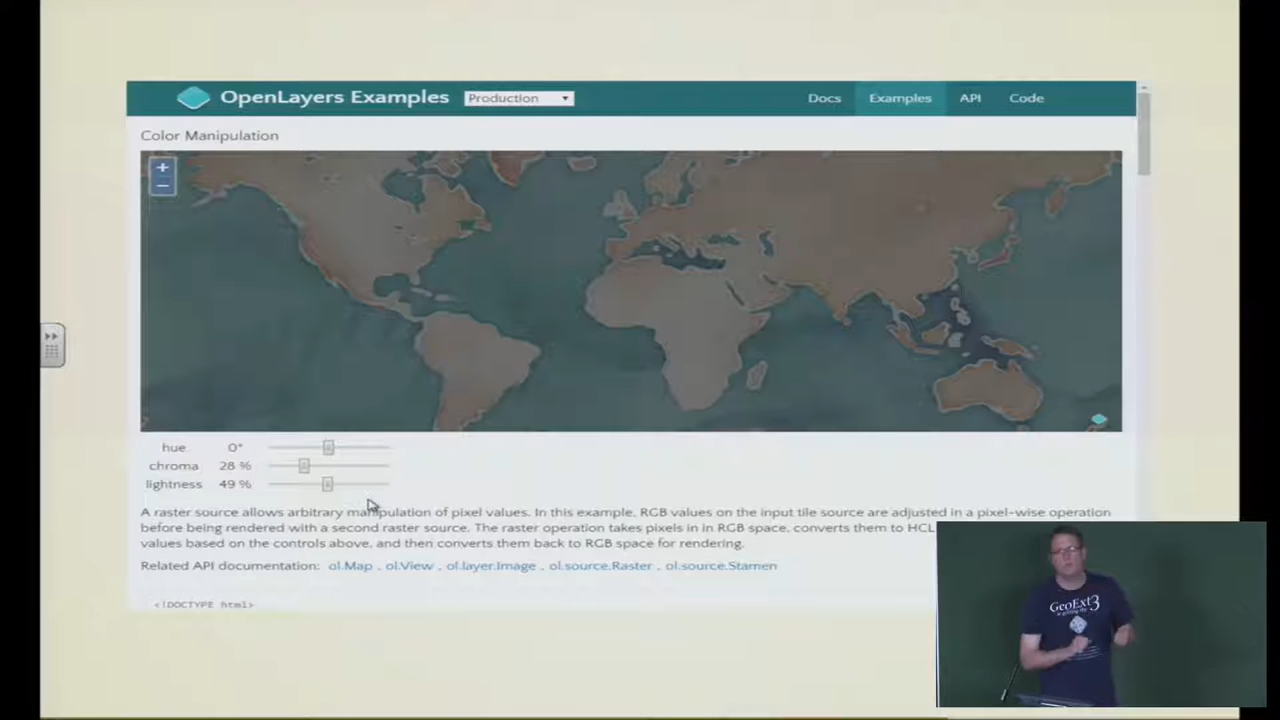 OpenLayers Examples
Production
Docs
Examples
API
Code
Color Manipulation
+
−
hue 0°
chroma 28 %
lightness 49 %
A raster source allows arbitrary manipulation of pixel values. In this example, RGB values on the input tile source are adjusted in a pixel-wise operation
before being rendered with a second raster source. The raster operation takes pixels in in RGB space, converts them to HCL
values based on the controls above, and then converts them back to RGB space for rendering.
Related API documentation: ol.Map , ol.View , ol.layer.Image , ol.source.Raster , ol.source.Stamen
<!DOCTYPE html>
GeoExt3